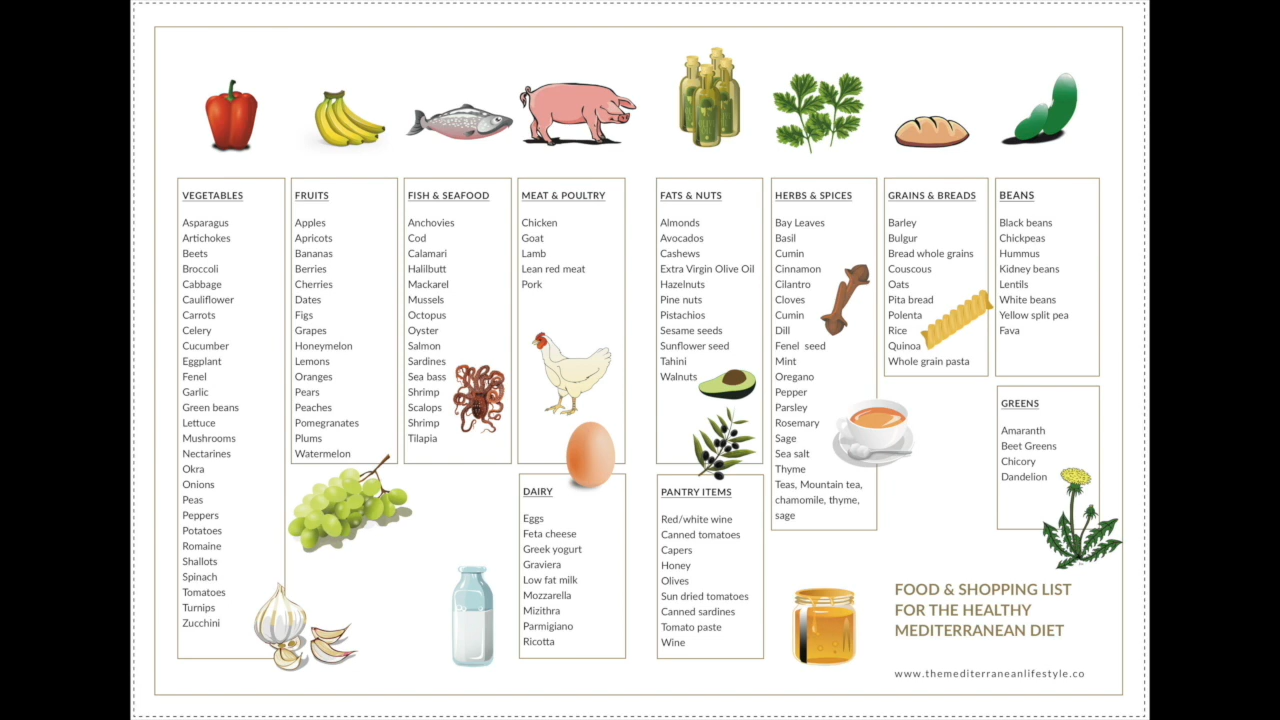 VEGETABLES
Asparagus
Artichokes
Beets
Broccoli
Cabbage
Cauliflower
Carrots
Celery
Cucumber
Eggplant
Fenel
Garlic
Green beans
Lettuce
Mushrooms
Nectarines
Okra
Onions
Peas
Peppers
Potatoes
Romaine
Shallots
Spinach
Tomatoes
Turnips
Zucchini
FRUITS
Apples
Apricots
Bananas
Berries
Cherries
Dates
Figs
Grapes
Honeymelon
Lemons
Oranges
Pears
Peaches
Pomegranates
Plums
Watermelon
FISH & SEAFOOD
Anchovies
Cod
Calamari
Halilbutt
Mackarel
Mussels
Octopus
Oyster
Salmon
Sardines
Sea bass
Shrimp
Scalops
Shrimp
Tilapia
MEAT & POULTRY
Chicken
Goat
Lamb
Lean red meat
Pork
DAIRY
Eggs
Feta cheese
Greek yogurt
Graviera
Low fat milk
Mozzarella
Mizithra
Parmigiano
Ricotta
FATS & NUTS
Almonds
Avocados
Cashews
Extra Virgin Olive Oil
Hazelnuts
Pine nuts
Pistachios
Sesame seeds
Sunflower seed
Tahini
Walnuts
PANTRY ITEMS
Red/white wine
Canned tomatoes
Capers
Honey
Olives
Sun dried tomatoes
Canned sardines
Tomato paste
Wine
HERBS & SPICES
Bay Leaves
Basil
Cumin
Cinnamon
Cilantro
Cloves
Cumin
Dill
Fenel seed
Mint
Oregano
Pepper
Parsley
Rosemary
Sage
Sea salt
Thyme
Teas, Mountain tea,
chamomile, thyme,
sage
GRAINS & BREADS
Barley
Bulgur
Bread whole grains
Couscous
Oats
Pita bread
Polenta
Rice
Quinoa
Whole grain pasta
BEANS
Black beans
Chickpeas
Hummus
Kidney beans
Lentils
White beans
Yellow split pea
Fava
GREENS
Amaranth
Beet Greens
Chicory
Dandelion
FOOD & SHOPPING LIST
FOR THE HEALTHY
MEDITERRANEAN DIET
www.themediterraneanlifestyle.co